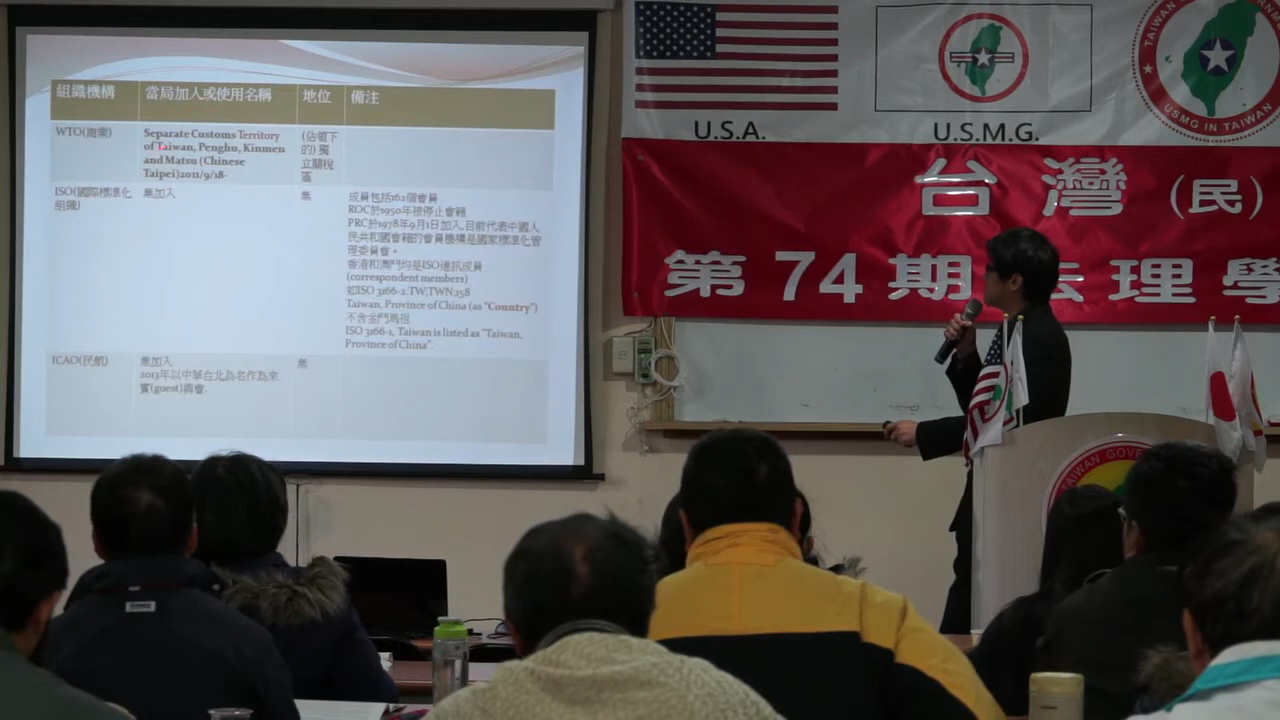 組織機構 當局加入或使用名稱 地位 備注
WTO(商業)
Separate Customs Territory
of Taiwan, Penghu, Kinmen
and Matsu (Chinese
Taipei)2011/9/18-
(佔領下
的) 獨
立關稅
區
ISO(國際標準化
組織)
無加入
無
成員包括162個會員
ROC於1950年被停止會籍
PRC於1978年9月1日加入,目前代表中國人
民共和國會籍的會員機構是國家標準化管
理委員會。
香港和澳門均是ISO通訊成員
(correspondent members)
如ISO 3166-2:TW;TWN;158
Taiwan, Province of China (as "Country")
不含金門馬祖
ISO 3166-1, Taiwan is listed as "Taiwan,
Province of China".
ICAO(民航)
無加入
2013年以中華台北為名作為來
賓(guest)與會.
無
U.S.A.
U.S.M.G.
USMG IN TAIWAN
台灣(民)
第74期法理學
TAIWAN GOVER